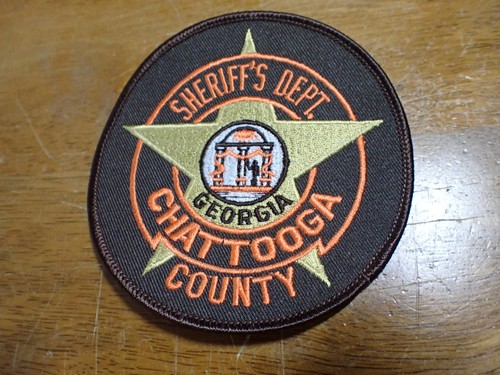 SHERIFF'S DEPT.
GEORGIA
CHATTOOGA
COUNTY